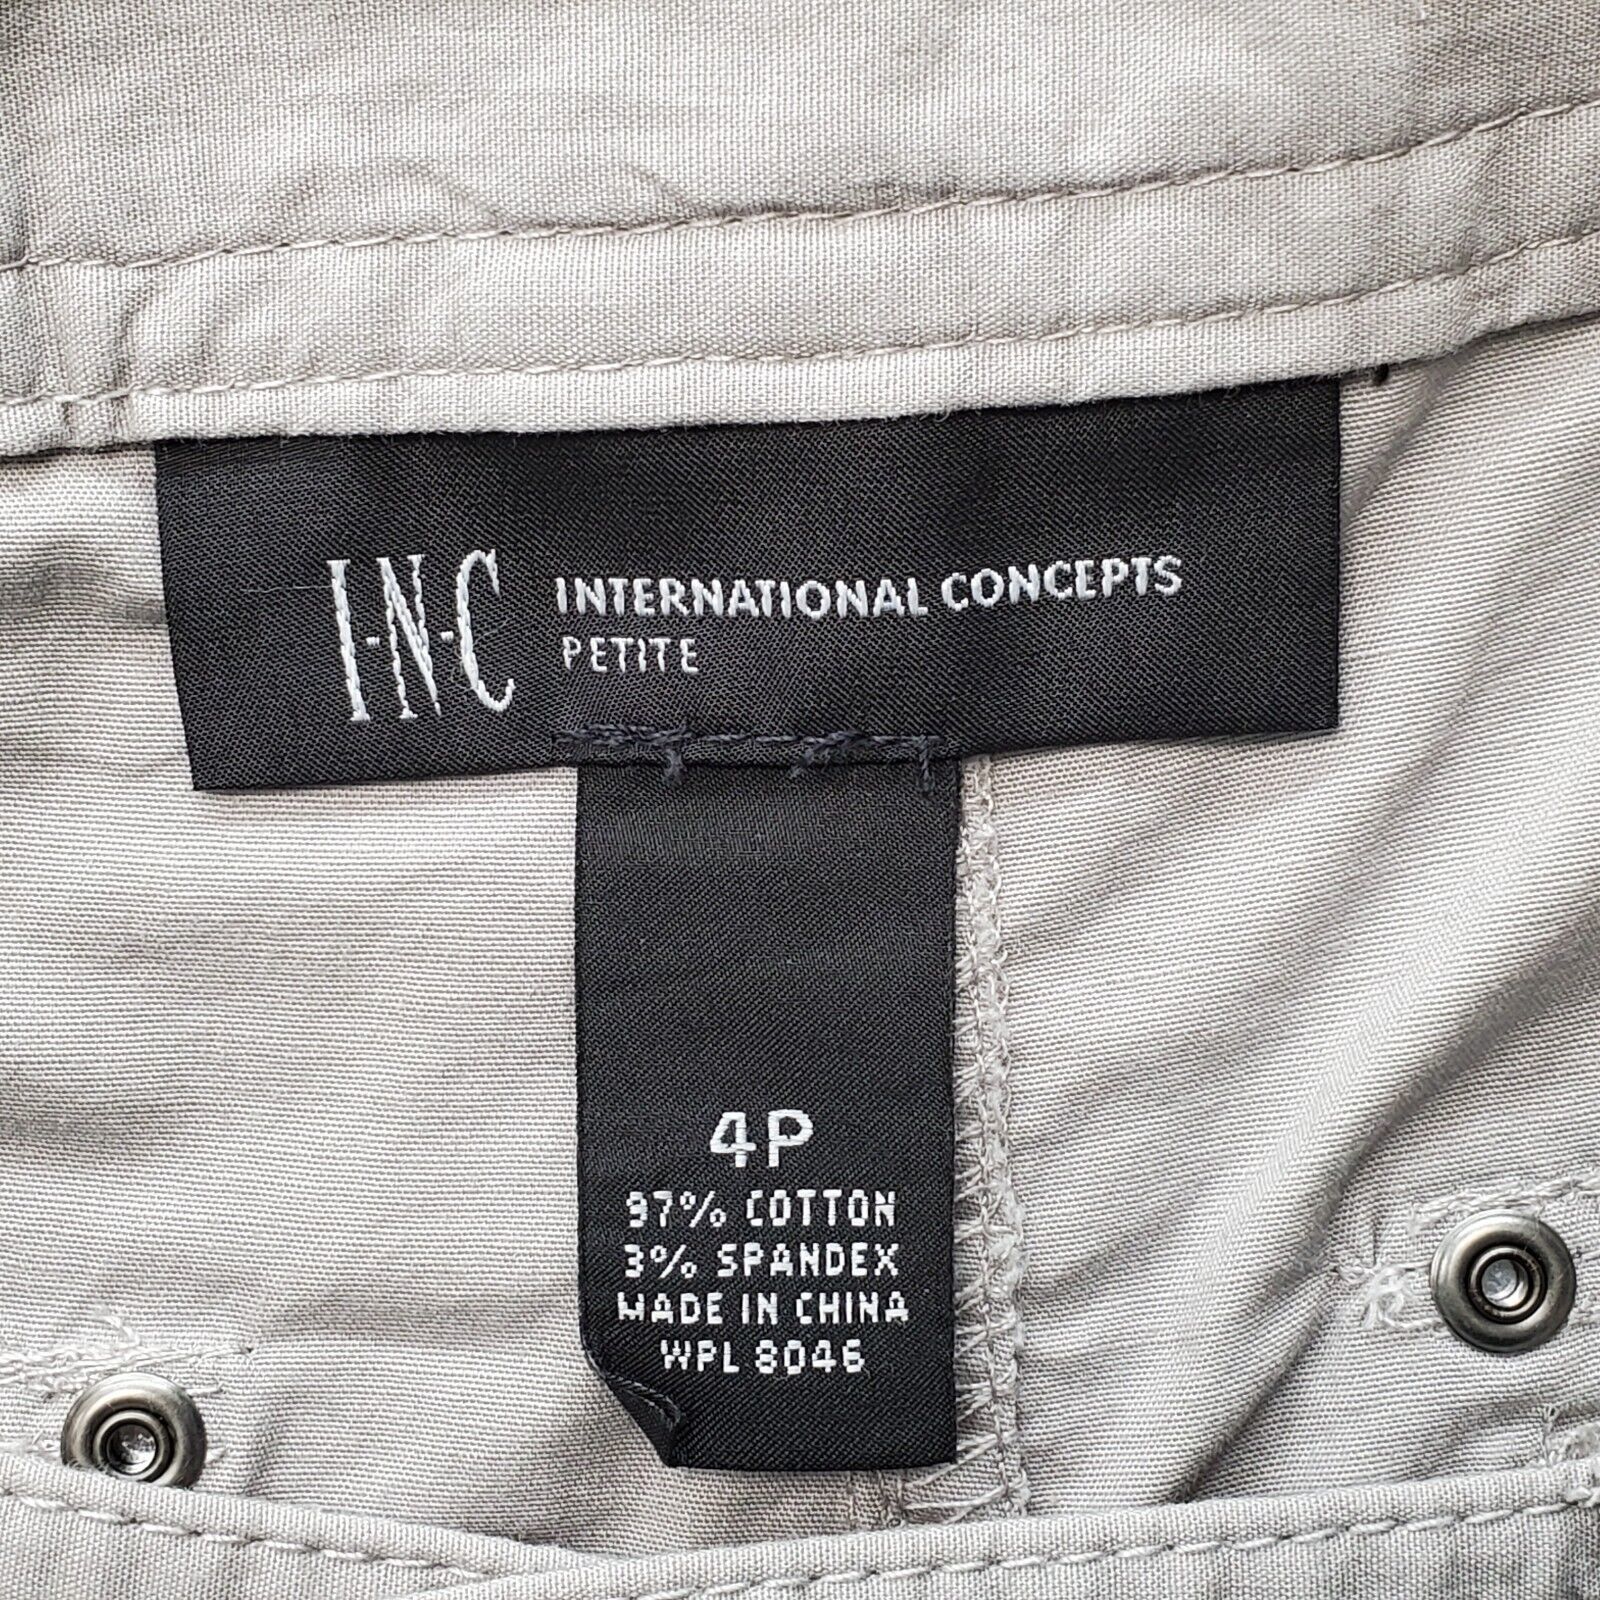 I-N-C INTERNATIONAL CONCEPTS
PETITE
4P
97% COTTON
3% SPANDEX
MADE IN CHINA
WPL 8046